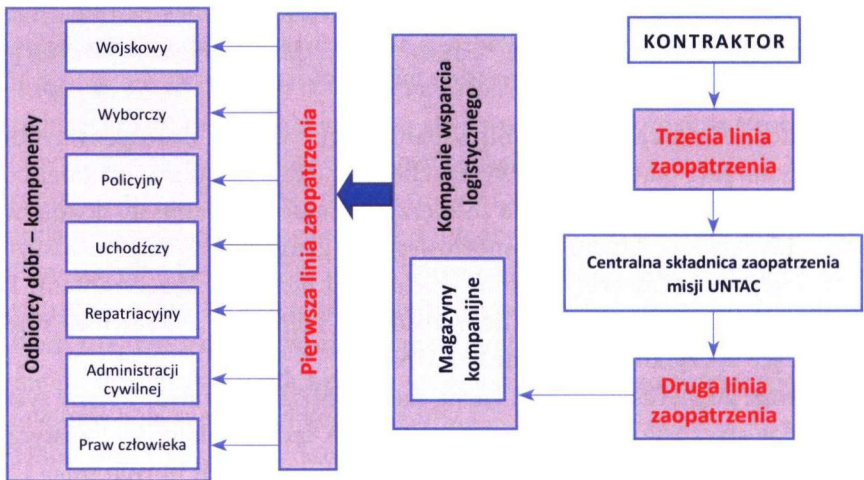 Odbiorcy dóbr – komponenty
Wojskowy
Wyborczy
Policyjny
Uchodźczy
Repatriacyjny
Administracji
cywilnej
Praw człowieka
Pierwsza linia zaopatrzenia
Kompanie wsparcia
logistycznego
Magazyny
kompanijne
KONTRAKTOR
Trzecia linia
zaopatrzenia
Centralna składnica zaopatrzenia
misji UNTAC
Druga linia
zaopatrzenia